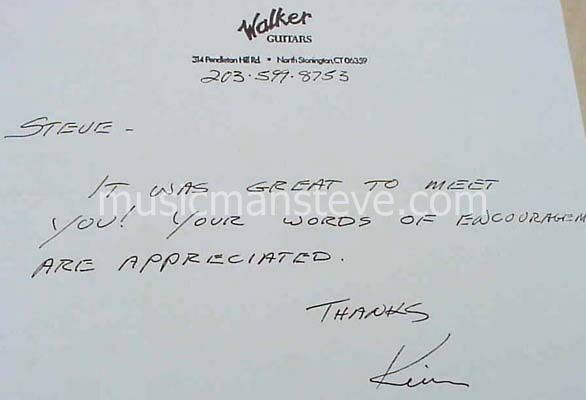 Walker
GUITARS
314 Pendleton Hill Rd. • North Stonington, CT 06359
203·599·8753
STEVE -
IT WAS GREAT TO MEET
musicmansteve.com
YOU! YOUR WORDS OF ENCOURAGEM
ARE APPRECIATED.
THANKS
Kim